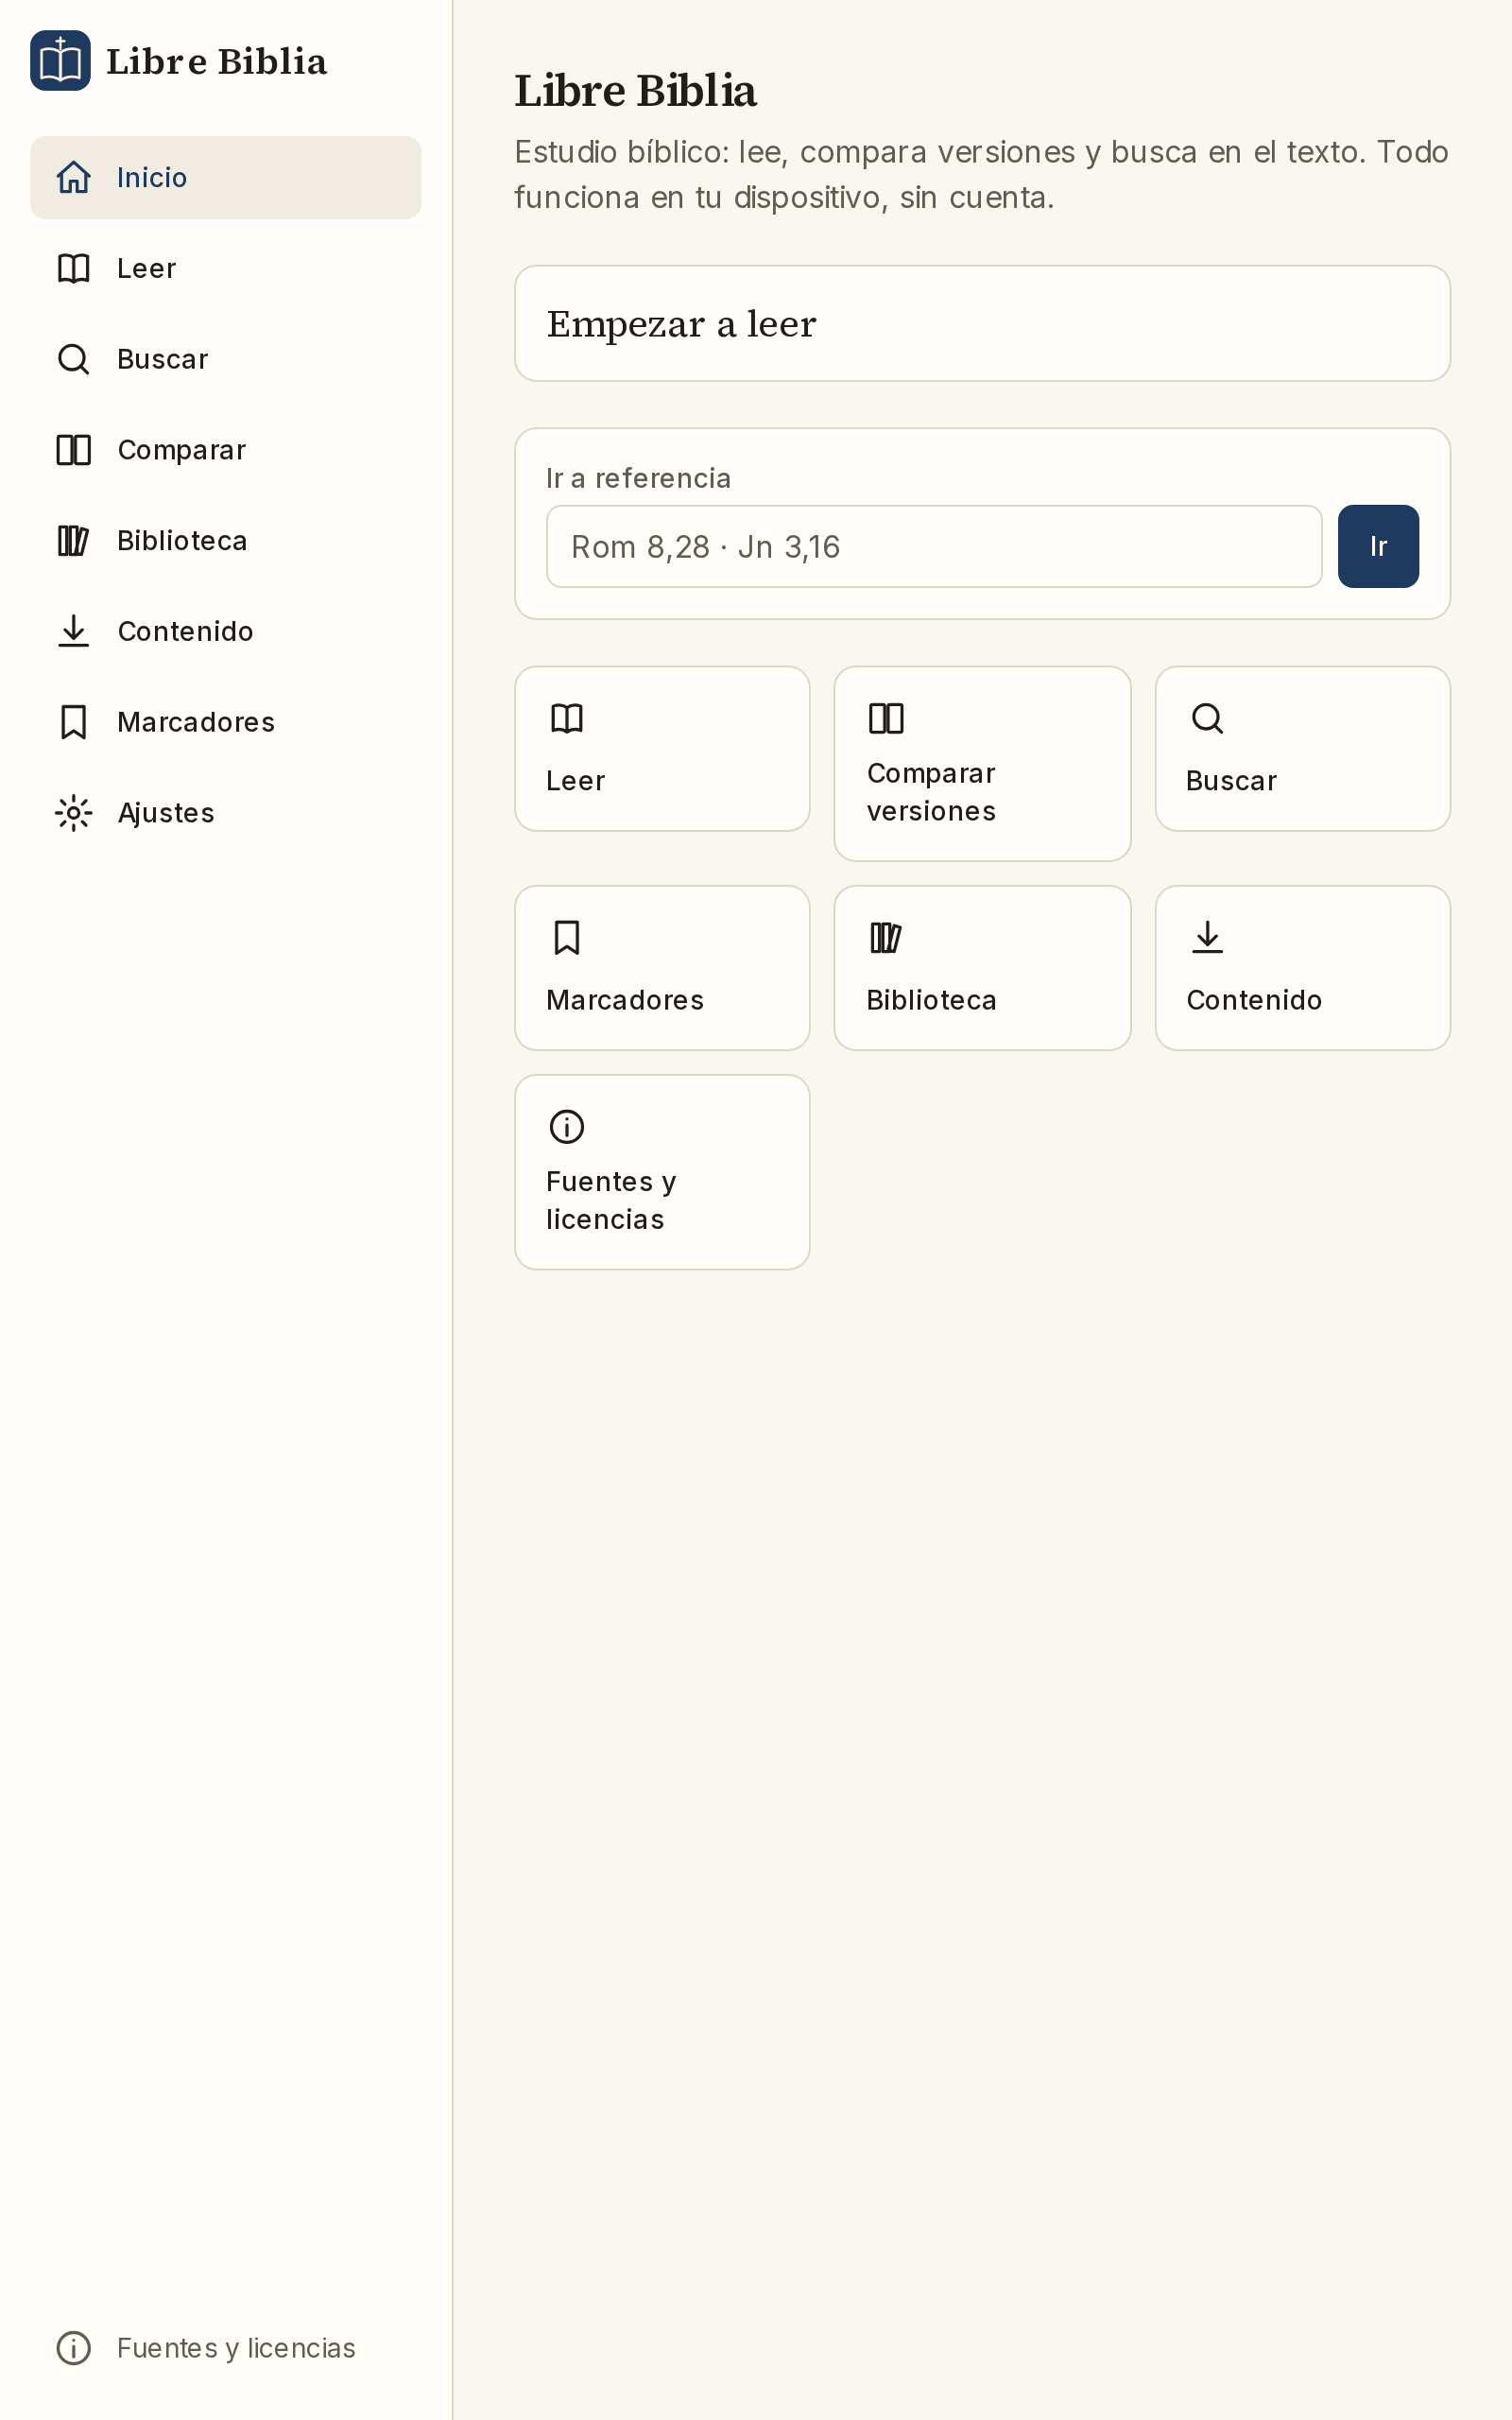 Libre Biblia
Inicio
Leer
Buscar
Comparar
Biblioteca
Contenido
Marcadores
Ajustes
Fuentes y licencias
Libre Biblia
Estudio bíblico: lee, compara versiones y busca en el texto. Todo
funciona en tu dispositivo, sin cuenta.
Empezar a leer
Ir a referencia
Rom 8,28 · Jn 3,16
Ir
Leer
Comparar
versiones
Buscar
Marcadores
Biblioteca
Contenido
Fuentes y
licencias